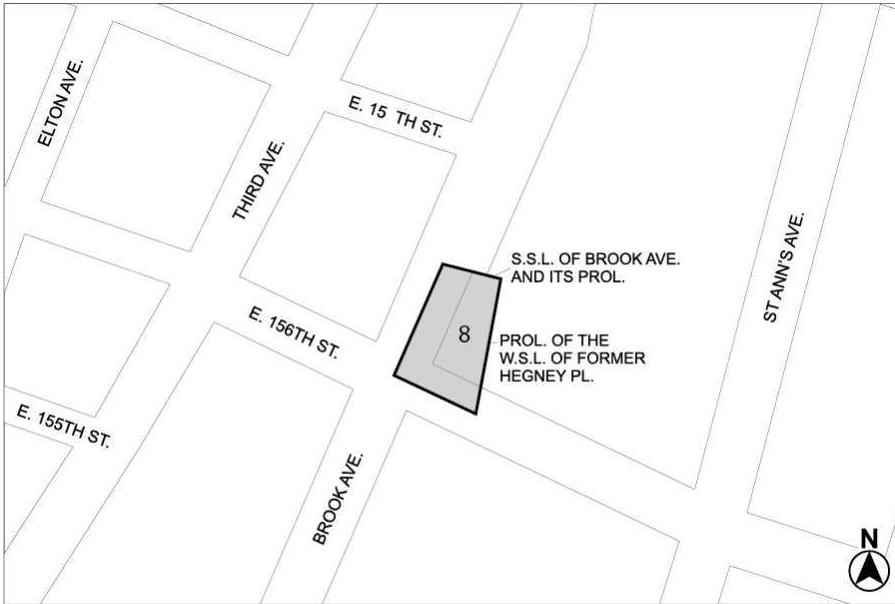 ELTON AVE.
THIRD AVE.
E. 15 TH ST.
S.S.L. OF BROOK AVE.
AND ITS PROL.
ST ANN'S AVE.
E. 156TH ST.
8
PROL. OF THE
W.S.L. OF FORMER
HEGNEY PL.
E. 155TH ST.
BROOK AVE.
N